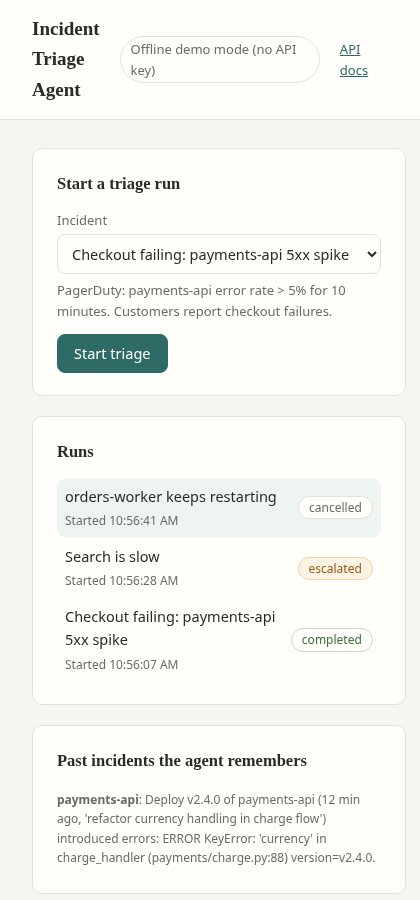 Incident
Triage
Agent
Offline demo mode (no API
key)
API
docs
Start a triage run
Incident
Checkout failing: payments-api 5xx spike
PagerDuty: payments-api error rate > 5% for 10
minutes. Customers report checkout failures.
Start triage
Runs
orders-worker keeps restarting
Started 10:56:41 AM
cancelled
Search is slow
Started 10:56:28 AM
escalated
Checkout failing: payments-api
5xx spike
Started 10:56:07 AM
completed
Past incidents the agent remembers
payments-api: Deploy v2.4.0 of payments-api (12 min
ago, 'refactor currency handling in charge flow')
introduced errors: ERROR KeyError: 'currency' in
charge_handler (payments/charge.py:88) version=v2.4.0.